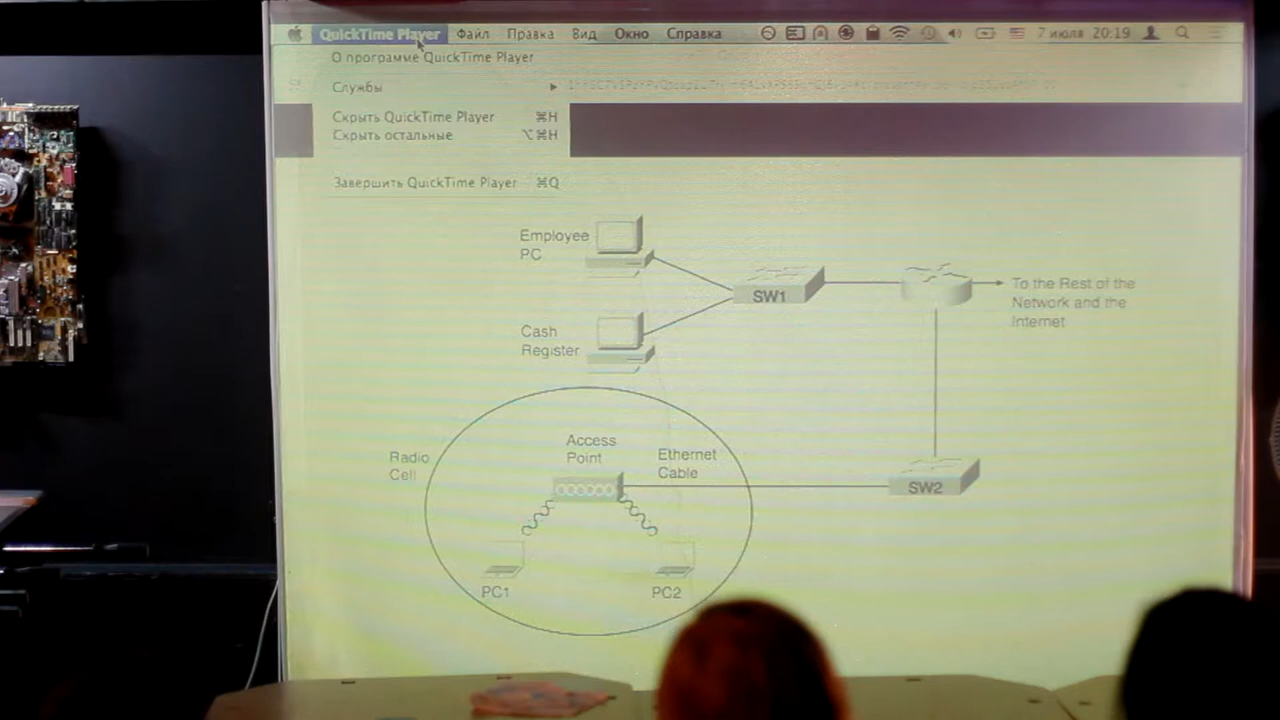 QuickTime Player Файл Правка Вид Окно Справка 7 июля 20:19
О программе QuickTime Player
Службы
Скрыть QuickTime Player ⌘H
Скрыть остальные ⌥⌘H
Завершить QuickTime Player ⌘Q
Employee
PC
SW1
To the Rest of the
Network and the
Internet
Cash
Register
Radio
Cell
Access
Point
Ethernet
Cable
SW2
PC1
PC2